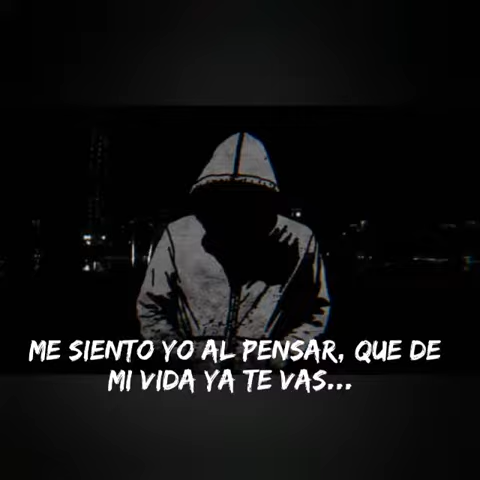 ME SIENTO YO AL PENSAR, QUE DE
MI VIDA YA TE VAS...